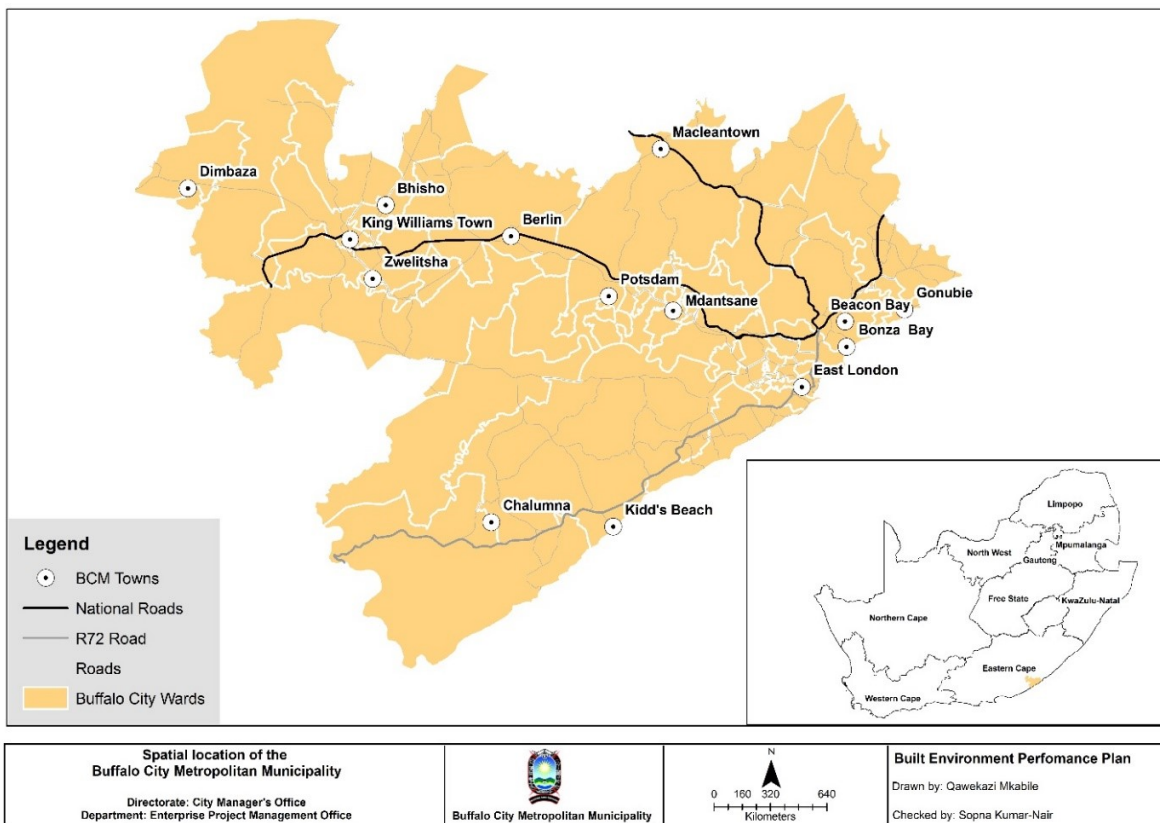 Macleantown
Dimbaza
Bhisho
King Williams Town
Berlin
Zwelitsha
Potsdam
Mdantsane
Beacon Bay
Gonubie
Bonza Bay
East London
Chalumna
Kidd's Beach
Legend
BCM Towns
National Roads
R72 Road
Roads
Buffalo City Wards
Limpopo
North West
Mpumalanga
Gauteng
Free State
KwaZulu-Natal
Northern Cape
Eastern Cape
Western Cape
Spatial location of the
Buffalo City Metropolitan Municipality
Directorate: City Manager's Office
Department: Enterprise Project Management Office
Buffalo City Metropolitan Municipality
N
0 160 320 640
Kilometers
Built Environment Perfomance Plan
Drawn by: Qawekazi Mkabile
Checked by: Sopna Kumar-Nair